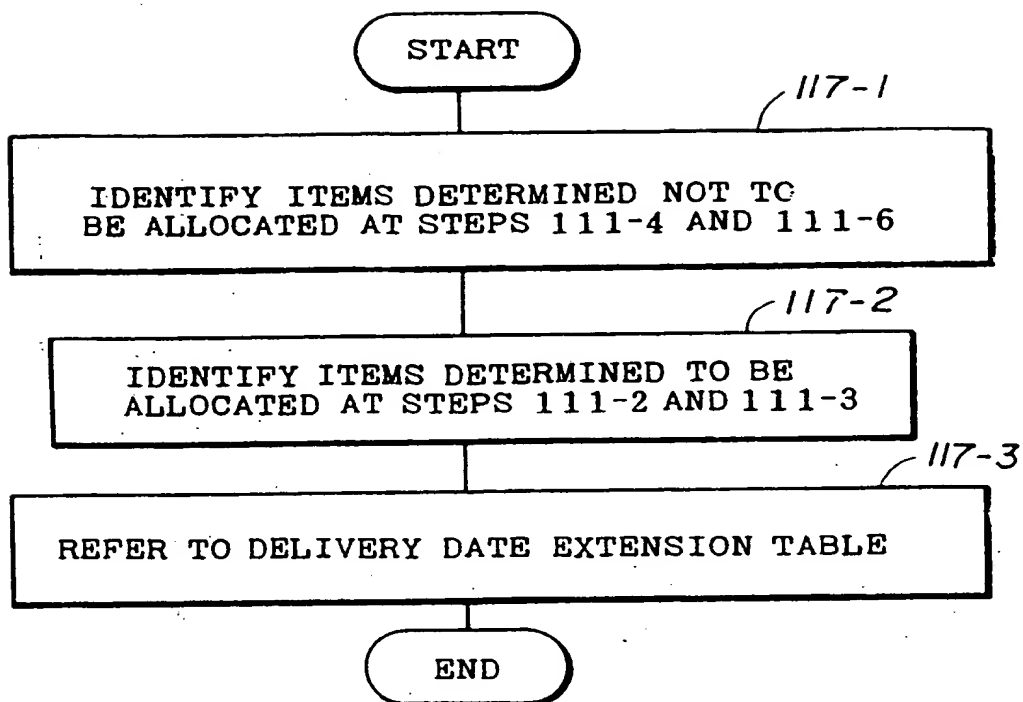 START
117-1
IDENTIFY ITEMS DETERMINED NOT TO
BE ALLOCATED AT STEPS 111-4 AND 111-6
117-2
IDENTIFY ITEMS DETERMINED TO BE
ALLOCATED AT STEPS 111-2 AND 111-3
117-3
REFER TO DELIVERY DATE EXTENSION TABLE
END